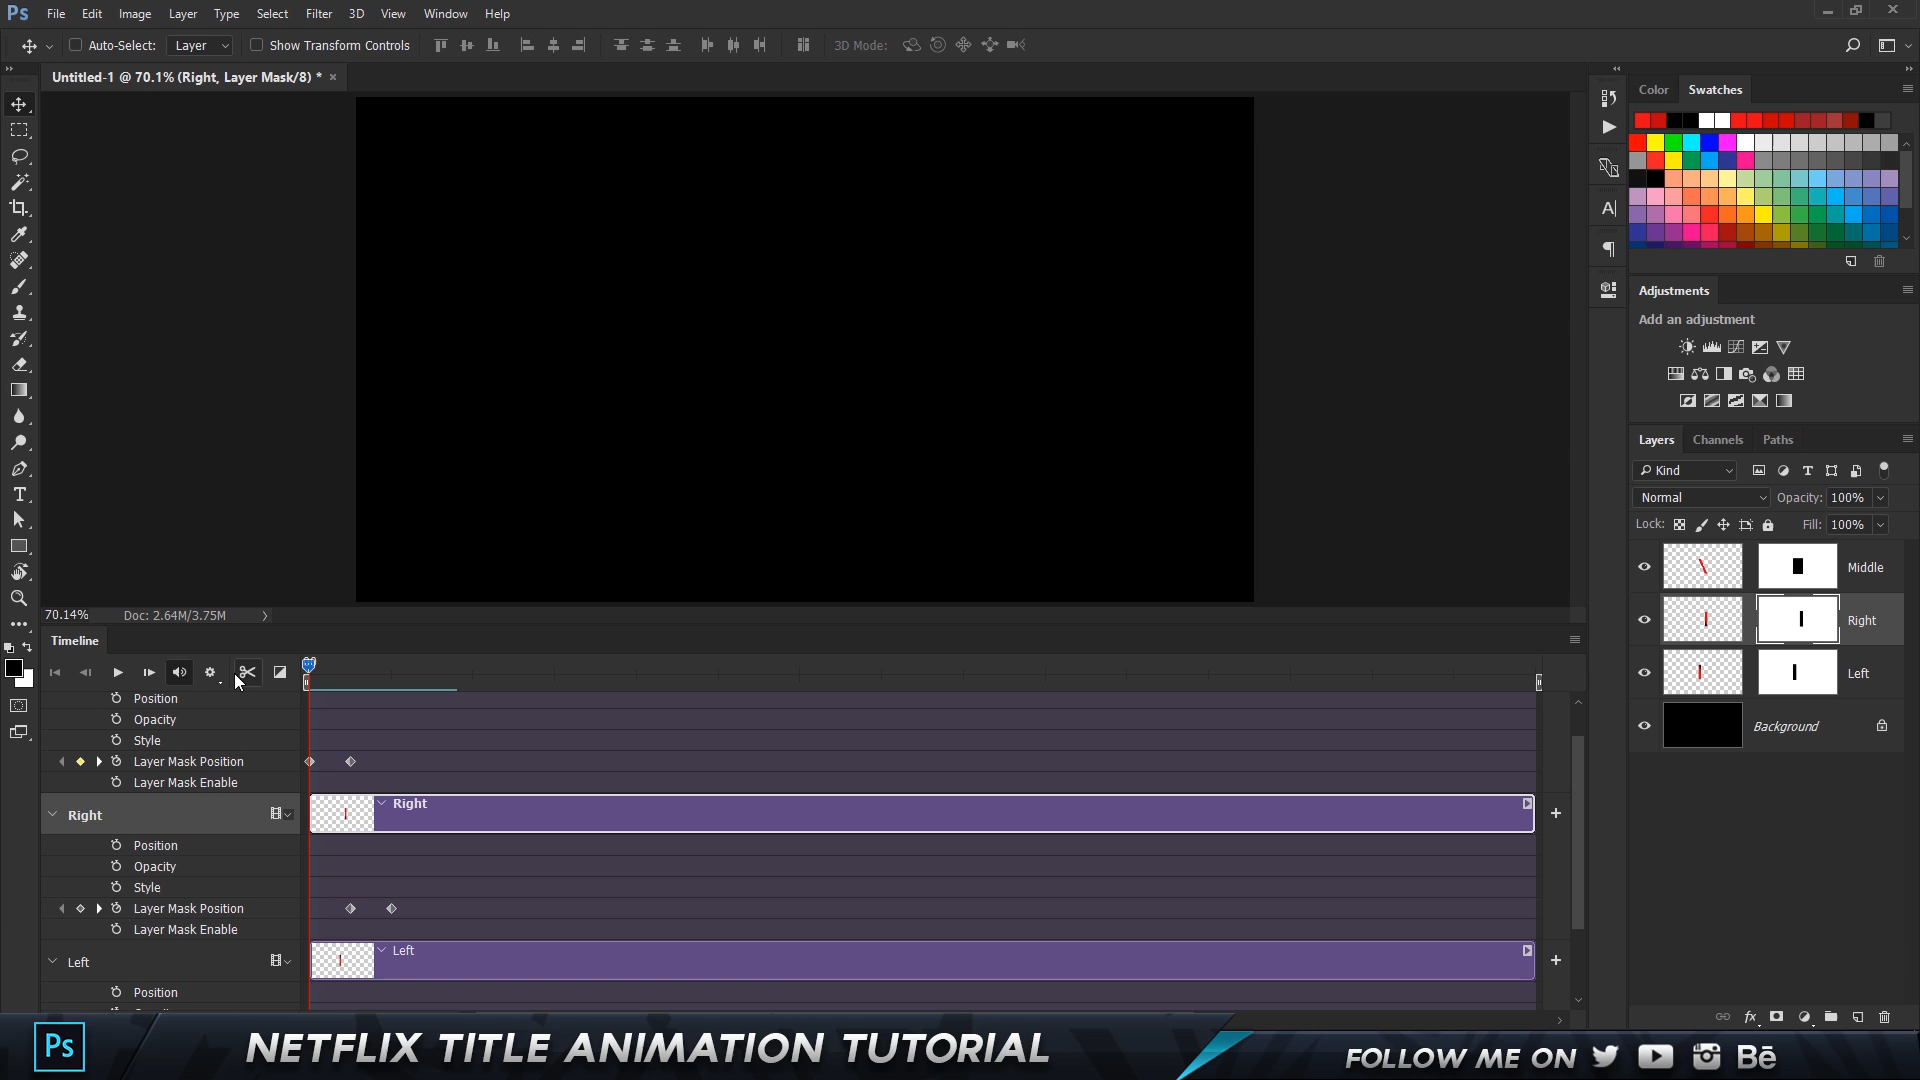 Ps File Edit Image Layer Type Select Filter 3D View Window Help
Auto-Select: Layer Show Transform Controls 3D Mode:
Untitled-1 @ 70.1% (Right, Layer Mask/8) * ×
Color Swatches
Adjustments
Add an adjustment
Layers Channels Paths
Kind
Normal Opacity: 100%
Lock: Fill: 100%
Middle
Right
Left
Background
70.14% Doc: 2.64M/3.75M
Timeline
Position
Opacity
Style
Layer Mask Position
Layer Mask Enable
Right Right
Position
Opacity
Style
Layer Mask Position
Layer Mask Enable
Left Left
Position
Ps NETFLIX TITLE ANIMATION TUTORIAL FOLLOW ME ON Bē